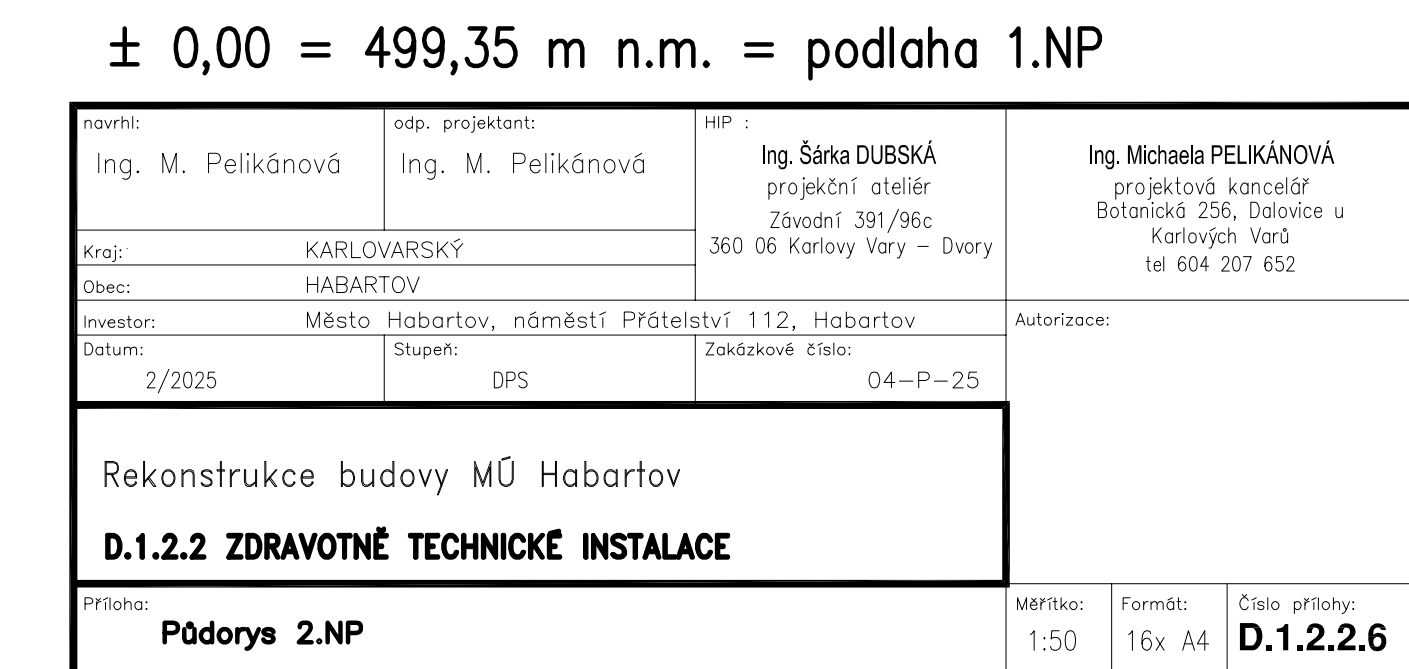 ± 0,00 = 499,35 m n.m. = podlaha 1.NP
navrhl:
Ing. M. Pelikánová
odp. projektant:
Ing. M. Pelikánová
HIP :
Ing. Šárka DUBSKÁ
projekční ateliér
Závodní 391/96c
360 06 Karlovy Vary – Dvory
Ing. Michaela PELIKÁNOVÁ
projektová kancelář
Botanická 256, Dalovice u
Karlových Varů
tel 604 207 652
Kraj: KARLOVARSKÝ
Obec: HABARTOV
Investor: Město Habartov, náměstí Přátelství 112, Habartov
Autorizace:
Datum:
2/2025
Stupeň:
DPS
Zakázkové číslo:
04–P–25
Rekonstrukce budovy MÚ Habartov
D.1.2.2 ZDRAVOTNĚ TECHNICKÉ INSTALACE
Příloha:
Půdorys 2.NP
Měřítko:
1:50
Formát:
16x A4
Číslo přílohy:
D.1.2.2.6